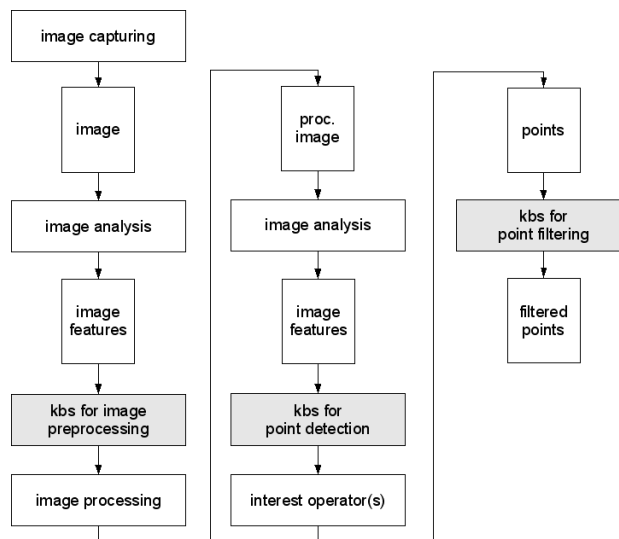 image capturing
image
image analysis
image
features
kbs for image
preprocessing
image processing
proc.
image
image analysis
image
features
kbs for
point detection
interest operator(s)
points
kbs for
point filtering
filtered
points